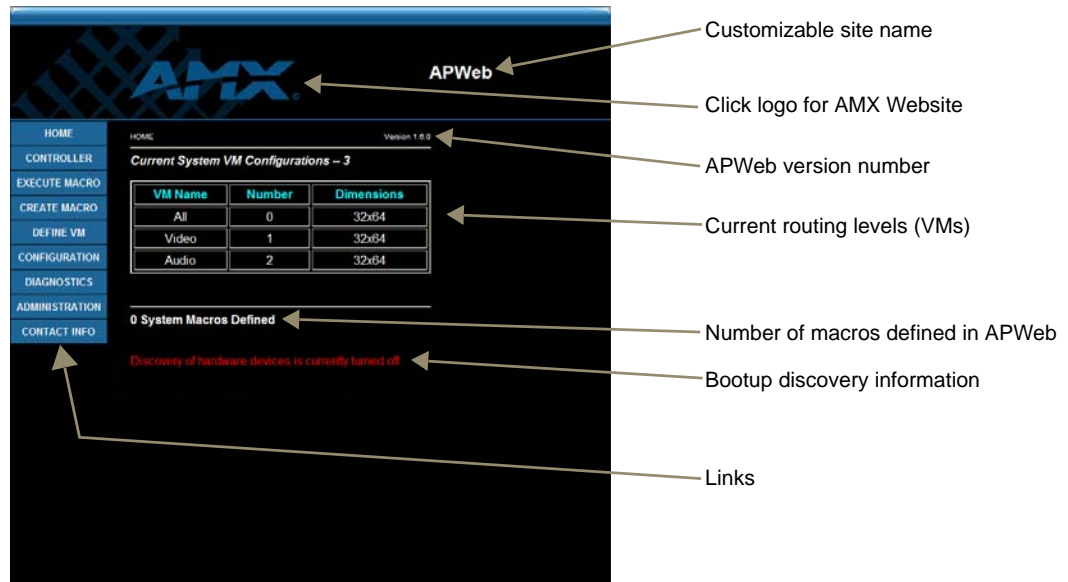 AMX
APWeb
Customizable site name
Click logo for AMX Website
HOME
CONTROLLER
EXECUTE MACRO
CREATE MACRO
DEFINE VM
CONFIGURATION
DIAGNOSTICS
ADMINISTRATION
CONTACT INFO
HOME Version 1.6.0
Current System VM Configurations -- 3
VM Name Number Dimensions
All 0 32x64
Video 1 32x64
Audio 2 32x64
0 System Macros Defined
Discovery of hardware devices is currently turned off
APWeb version number
Current routing levels (VMs)
Number of macros defined in APWeb
Bootup discovery information
Links